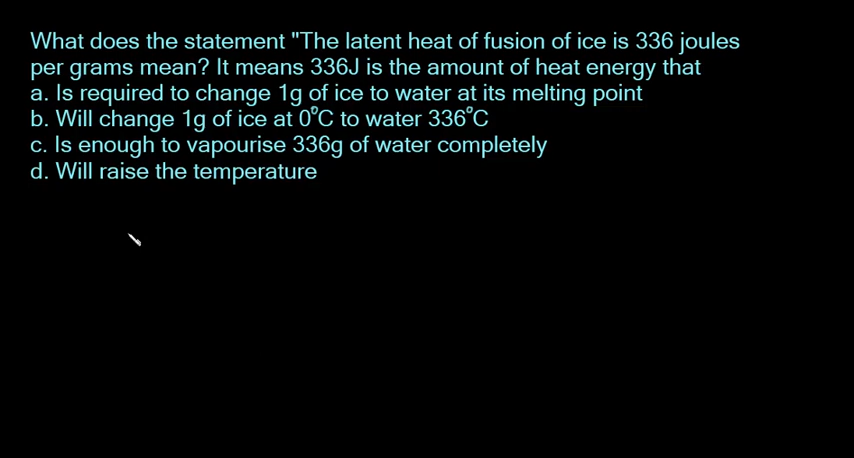 What does the statement "The latent heat of fusion of ice is 336 joules
per grams mean? It means 336J is the amount of heat energy that
a. Is required to change 1g of ice to water at its melting point
b. Will change 1g of ice at 0°C to water 336°C
c. Is enough to vapourise 336g of water completely
d. Will raise the temperature